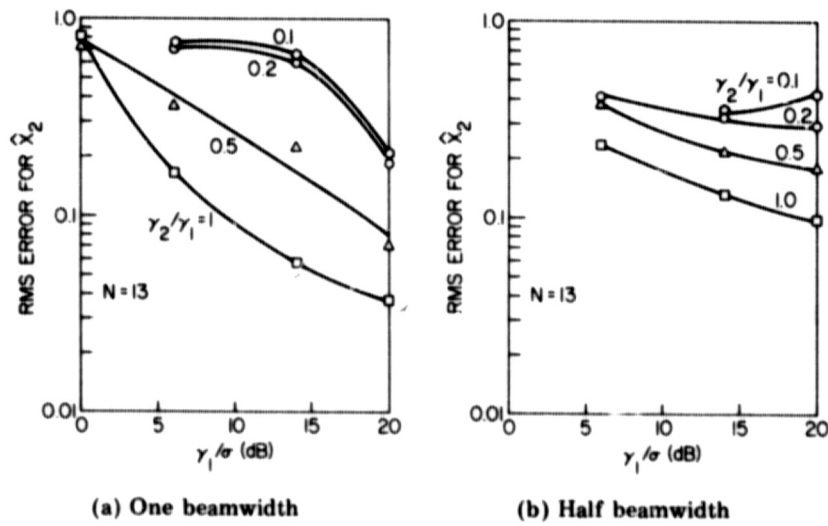 1.0
0.1
0.01
RMS ERROR FOR X̂₂
0.1
0.2
0.5
γ₂/γ₁=1
N=13
0 5 10 15 20
γ₁/σ (dB)
(a) One beamwidth
1.0
0.1
0.01
RMS ERROR FOR X̂₂
γ₂/γ₁=0.1
0.2
0.5
1.0
N=13
0 5 10 15 20
γ₁/σ (dB)
(b) Half beamwidth